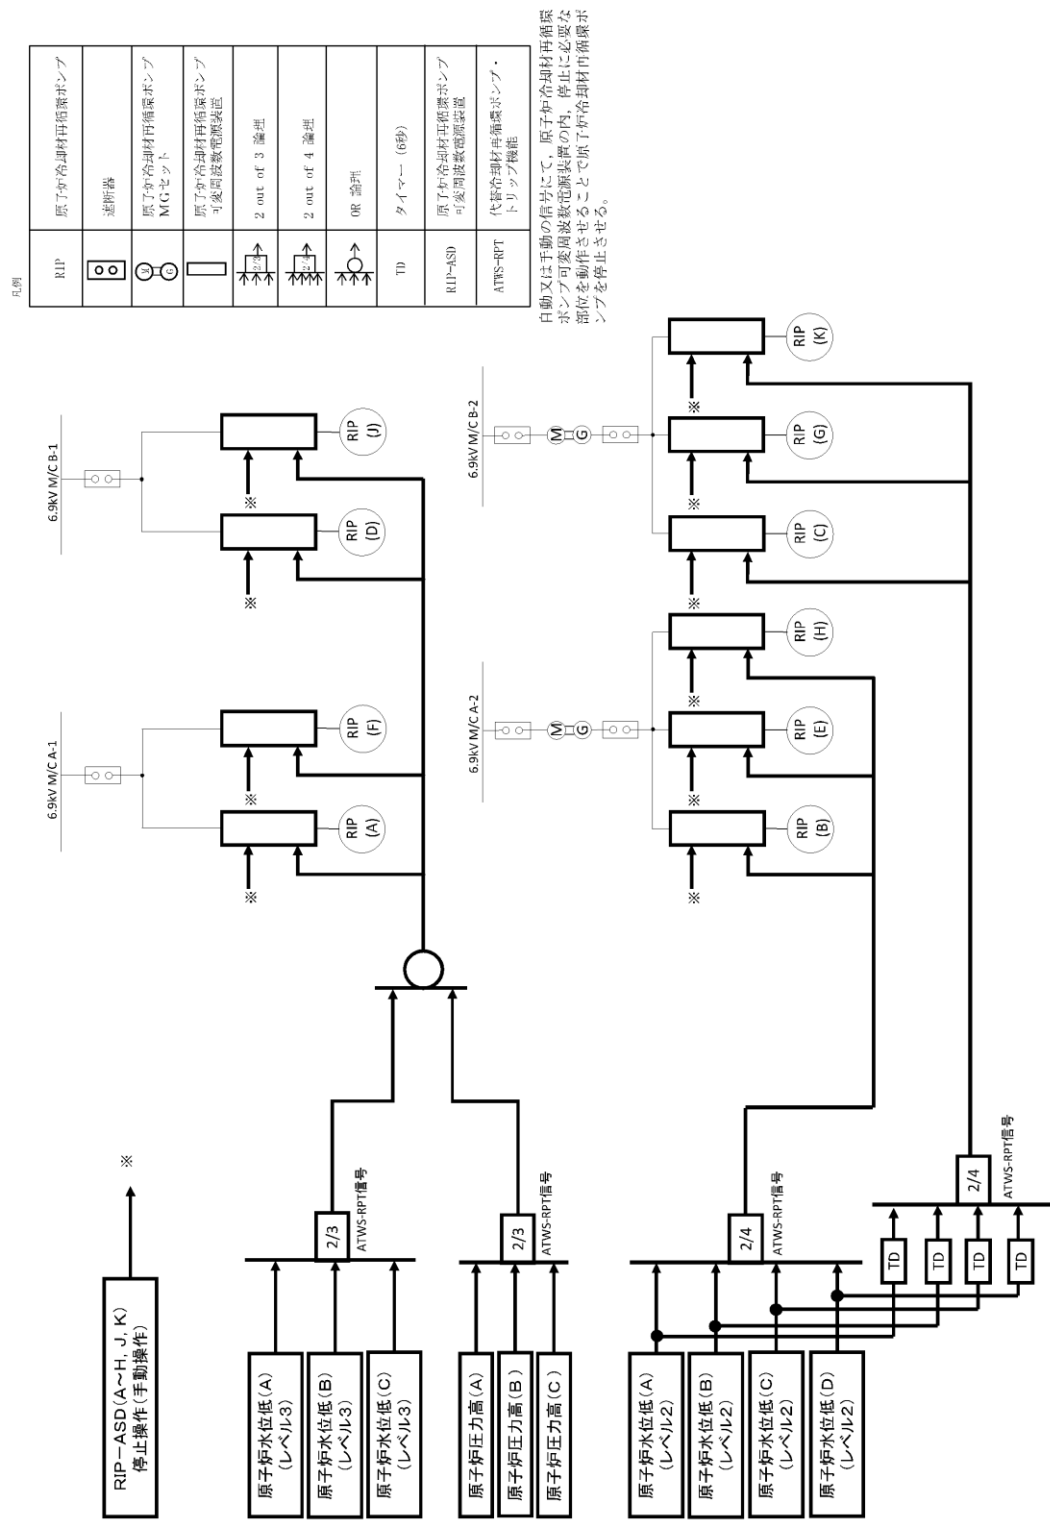 凡例
RIP
原子炉冷却材再循環ポンプ
遮断器
M
G
原子炉冷却材再循環ポンプ
MGセット
原子炉冷却材再循環ポンプ
可変周波数電源装置
2/3
2 out of 3 論理
2/4
2 out of 4 論理
OR 論理
TD
タイマー (6秒)
RIP-ASD
原子炉冷却材再循環ポンプ
可変周波数電源装置
ATWS-RPT
代替冷却材再循環ポンプ・
トリップ機能
自動又は手動の信号にて，原子炉冷却材再循環
ポンプ可変周波数電源装置の内，停止に必要な
部位を動作させることで原子炉冷却材再循環ポ
ンプを停止させる。
RIP－ASD(A～H, J, K)
停止操作(手動操作)
※
6.9kV M/C A-1
※
※
RIP
(A)
RIP
(F)
6.9kV M/C B-1
※
※
RIP
(D)
RIP
(J)
原子炉水位低(A)
(レベル3)
原子炉水位低(B)
(レベル3)
原子炉水位低(C)
(レベル3)
2/3
ATWS-RPT信号
原子炉圧力高(A)
原子炉圧力高(B)
原子炉圧力高(C)
2/3
ATWS-RPT信号
6.9kV M/C A-2
M
G
※
※
※
RIP
(B)
RIP
(E)
RIP
(H)
6.9kV M/C B-2
M
G
※
※
※
RIP
(C)
RIP
(G)
RIP
(K)
原子炉水位低(A)
(レベル2)
原子炉水位低(B)
(レベル2)
原子炉水位低(C)
(レベル2)
原子炉水位低(D)
(レベル2)
2/4
ATWS-RPT信号
TD
TD
TD
TD
2/4
ATWS-RPT信号